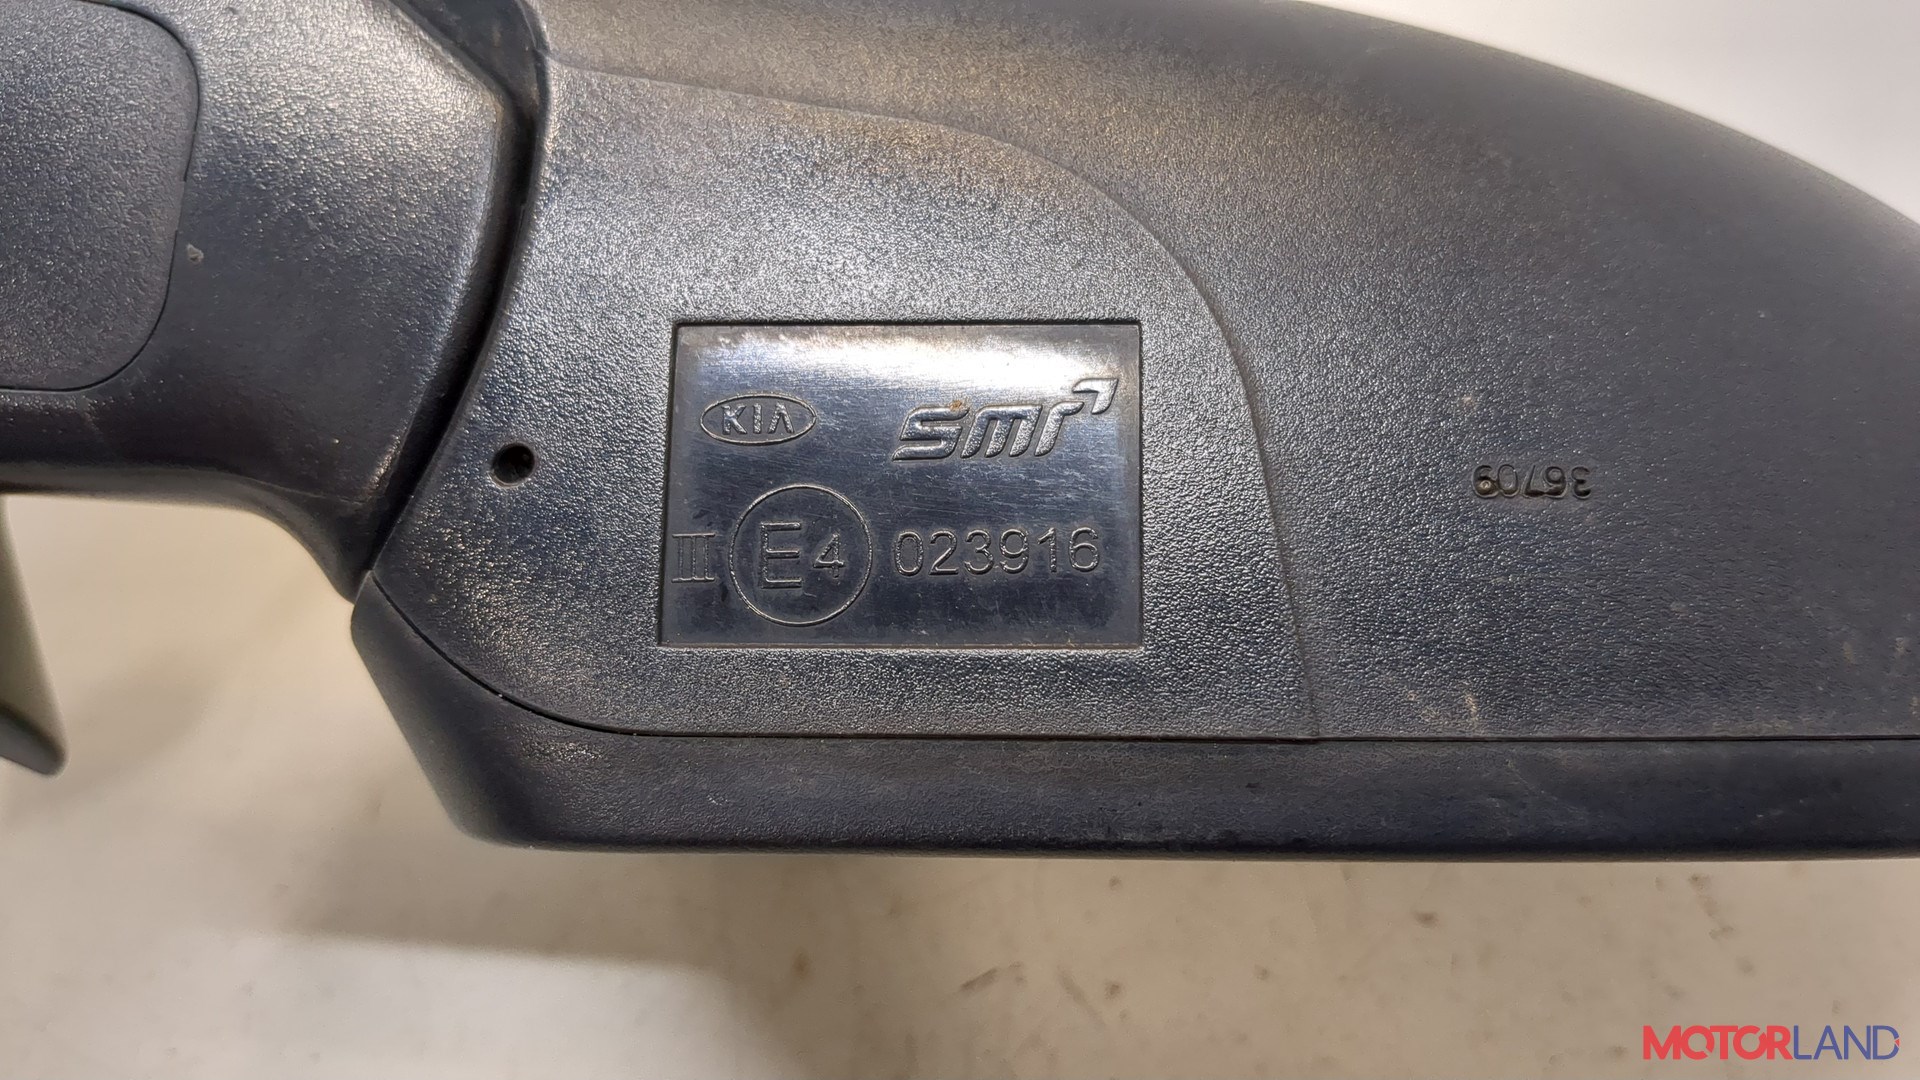 KIA smr
III E4 023916
36709
MOTORLAND